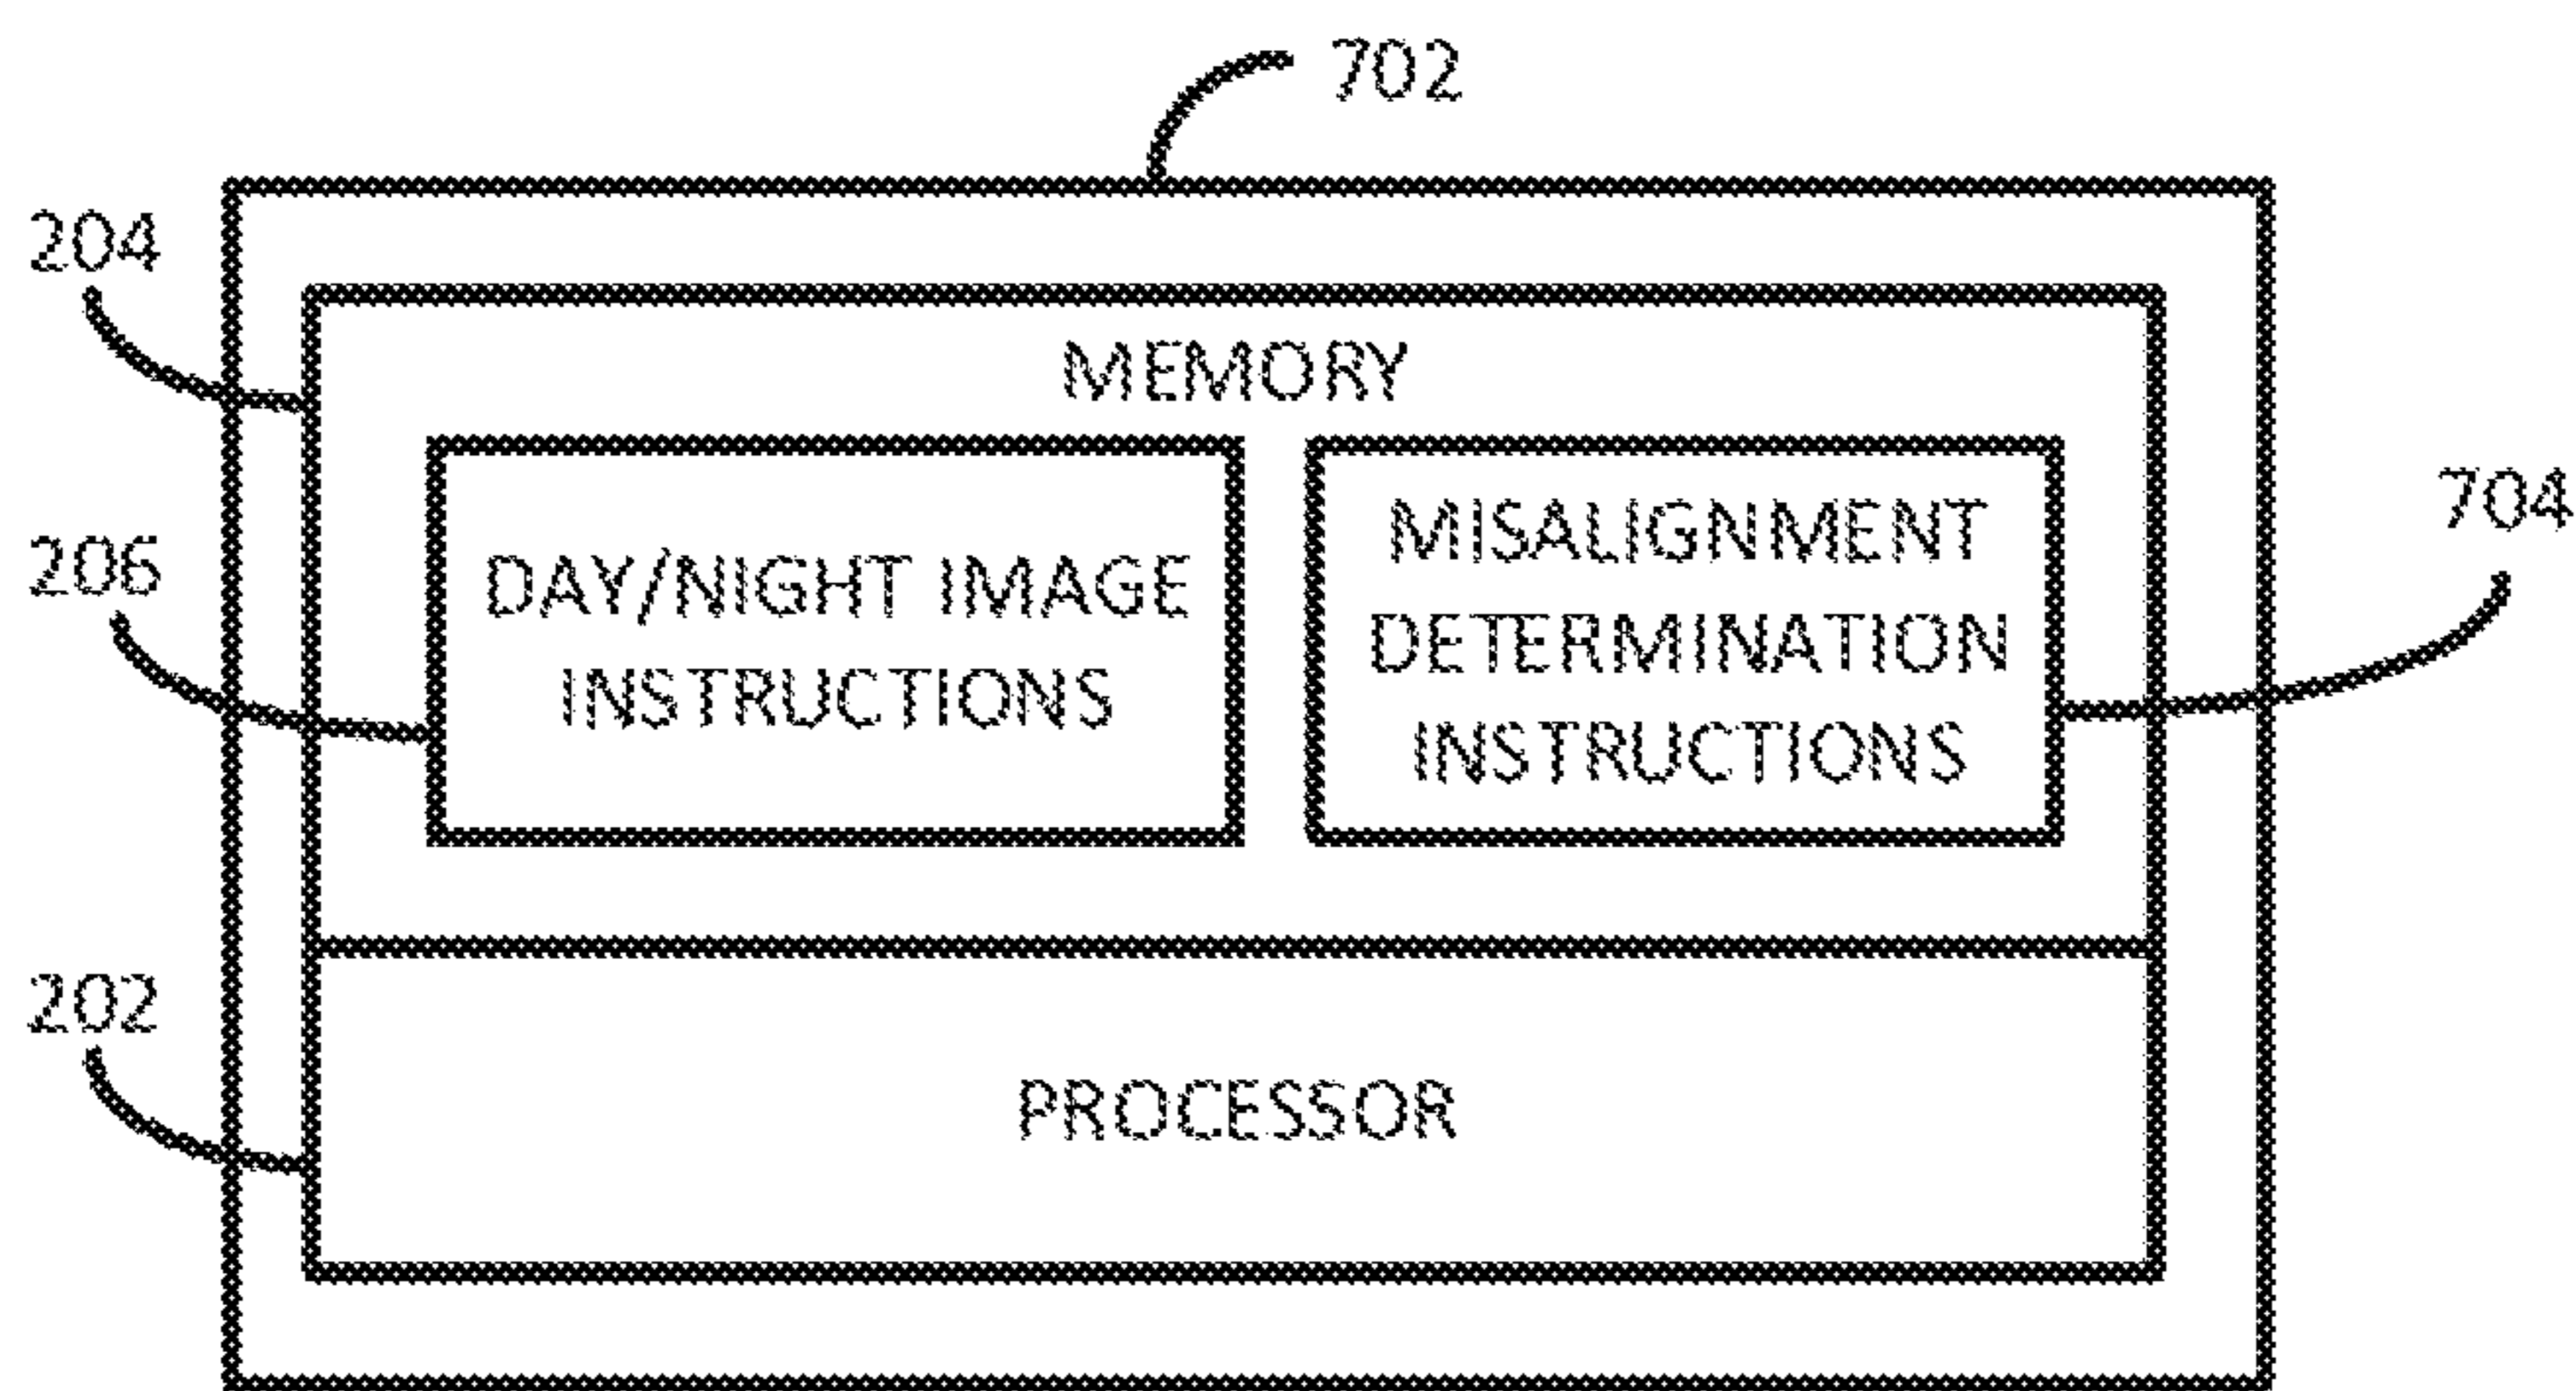 702
204
MEMORY
704
206
DAY/NIGHT IMAGE
INSTRUCTIONS
MISALIGNMENT
DETERMINATION
INSTRUCTIONS
202
PROCESSOR